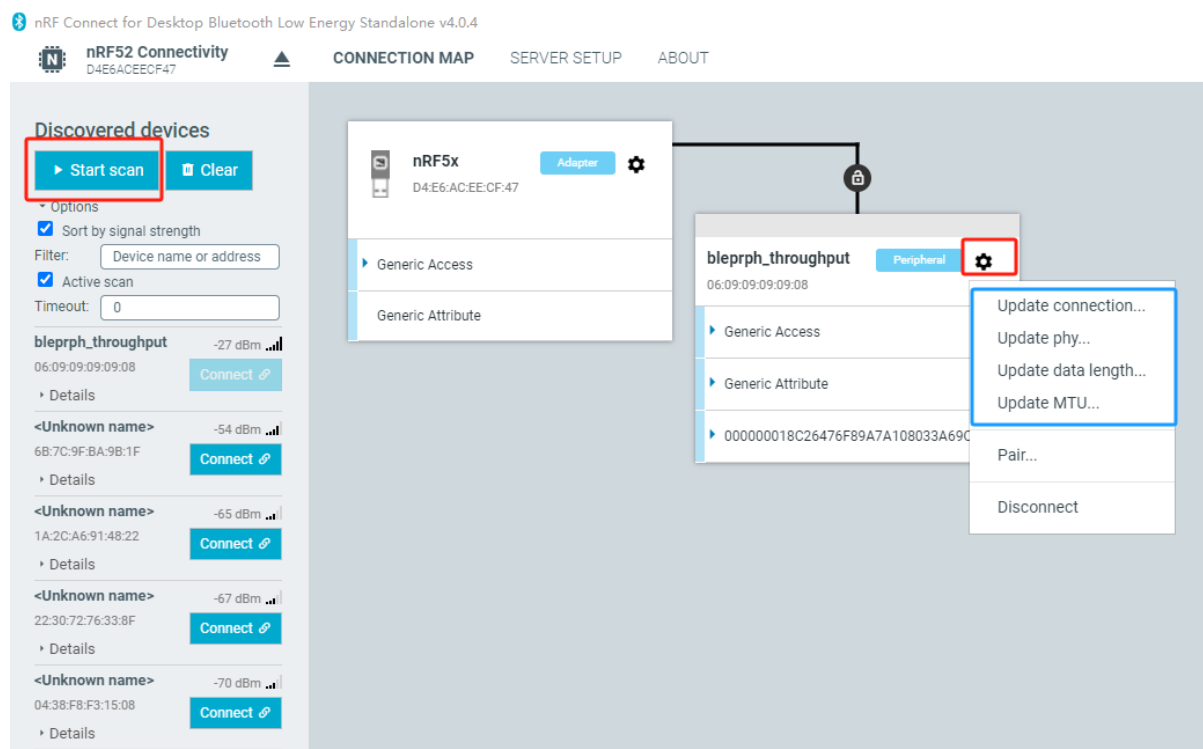 nRF Connect for Desktop Bluetooth Low Energy Standalone v4.0.4
nRF52 Connectivity
D4E6ACEECF47
CONNECTION MAP
SERVER SETUP
ABOUT
Discovered devices
Start scan
Clear
Options
Sort by signal strength
Filter:
Device name or address
Active scan
Timeout:
0
bleprph_throughput
-27 dBm
06:09:09:09:09:08
Connect
Details
<Unknown name>
-54 dBm
6B:7C:9F:BA:9B:1F
Connect
Details
<Unknown name>
-65 dBm
1A:2C:A6:91:48:22
Connect
Details
<Unknown name>
-67 dBm
22:30:72:76:33:8F
Connect
Details
<Unknown name>
-70 dBm
04:38:F8:F3:15:08
Connect
Details
nRF5x
Adapter
D4:E6:AC:EE:CF:47
Generic Access
Generic Attribute
bleprph_throughput
Peripheral
06:09:09:09:09:08
Generic Access
Generic Attribute
000000018C26476F89A7A108033A69C
Update connection...
Update phy...
Update data length...
Update MTU...
Pair...
Disconnect